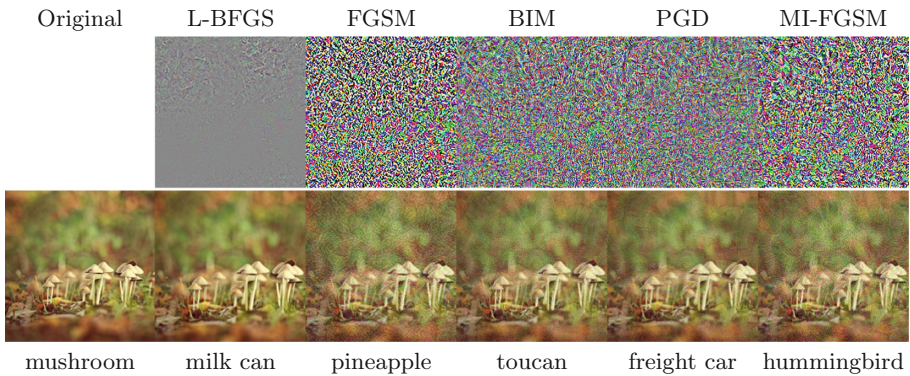 Original L-BFGS FGSM BIM PGD MI-FGSM
mushroom milk can pineapple toucan freight car hummingbird